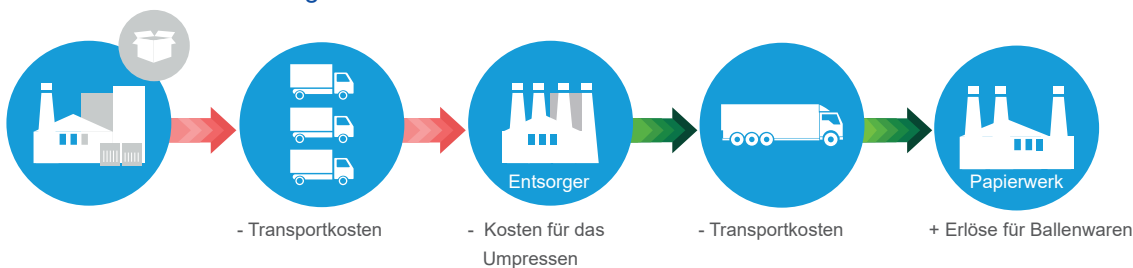 Entsorger
Papierwerk
- Transportkosten
- Kosten für das
Umpressen
- Transportkosten
+ Erlöse für Ballenwaren